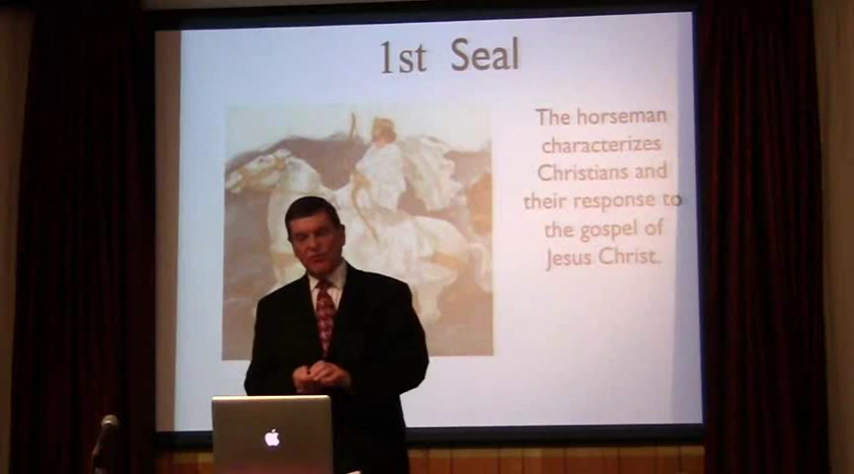 1st Seal
The horseman
characterizes
Christians and
their response to
the gospel of
Jesus Christ.